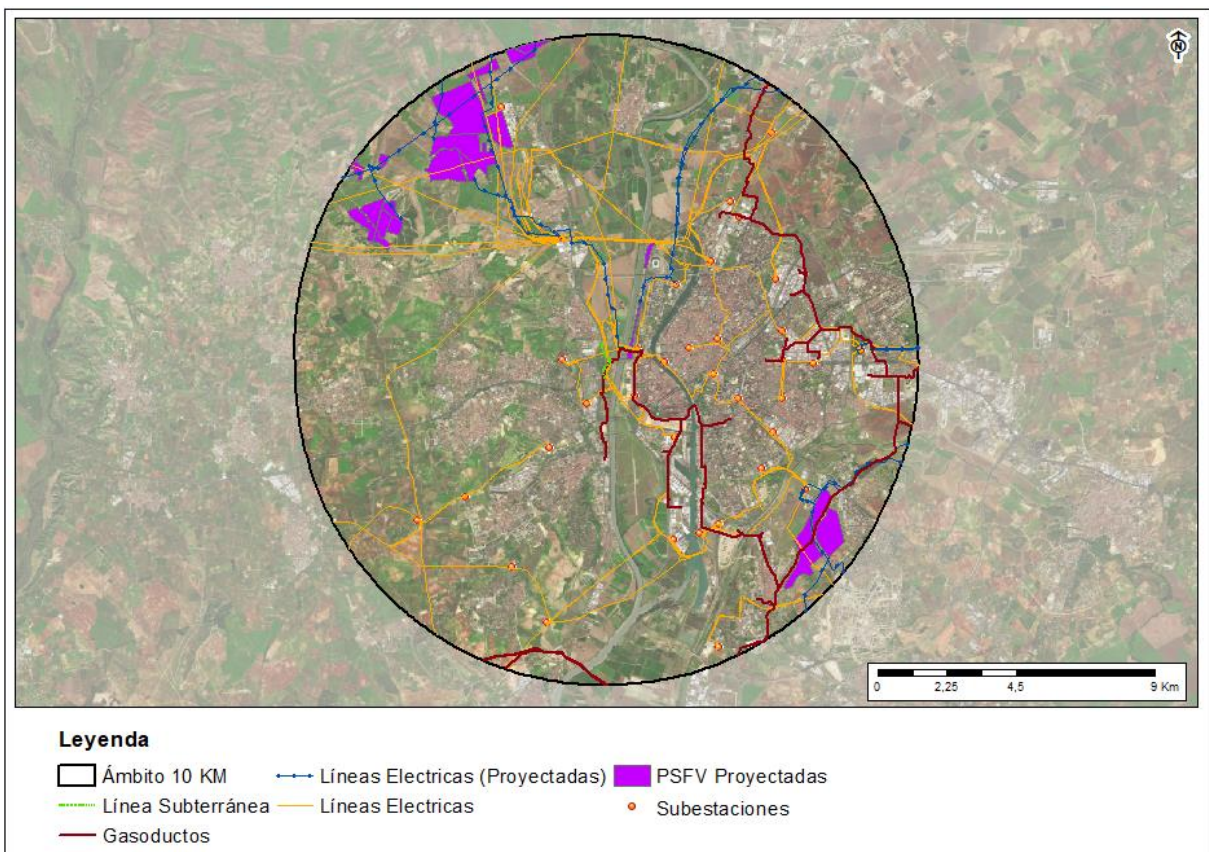 N
0 2,25 4,5 9 Km
Leyenda
Ámbito 10 KM Líneas Electricas (Proyectadas) PSFV Proyectadas
Línea Subterránea Líneas Electricas Subestaciones
Gasoductos